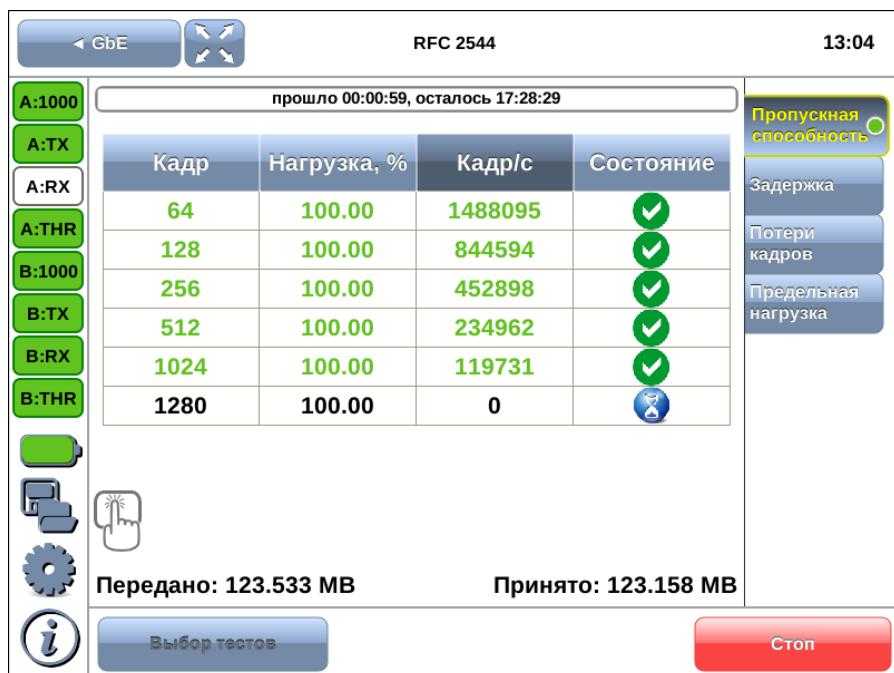 ◄ GbE
RFC 2544
13:04
A:1000
A:TX
A:RX
A:THR
B:1000
B:TX
B:RX
B:THR
прошло 00:00:59, осталось 17:28:29
Кадр Нагрузка, % Кадр/с Состояние
64 100.00 1488095
128 100.00 844594
256 100.00 452898
512 100.00 234962
1024 100.00 119731
1280 100.00 0
Передано: 123.533 MB
Принято: 123.158 MB
Пропускная
способность
Задержка
Потери
кадров
Предельная
нагрузка
i
Выбор тестов
Стоп